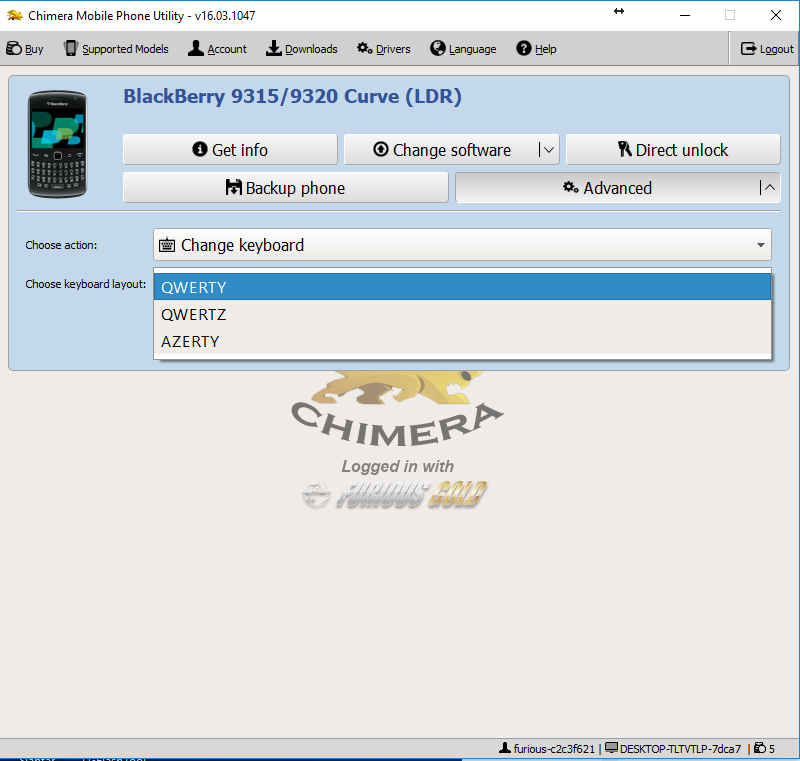 Chimera Mobile Phone Utility - v16.03.1047
Buy Supported Models Account Downloads Drivers Language Help Logout
BlackBerry 9315/9320 Curve (LDR)
Get info Change software Direct unlock
Backup phone Advanced
Choose action: Change keyboard
Choose keyboard layout:
QWERTY
QWERTZ
AZERTY
CHIMERA
Logged in with
FURIOUS GOLD
furious-c2c3f621 | DESKTOP-TLTVTLP-7dca7 | 5